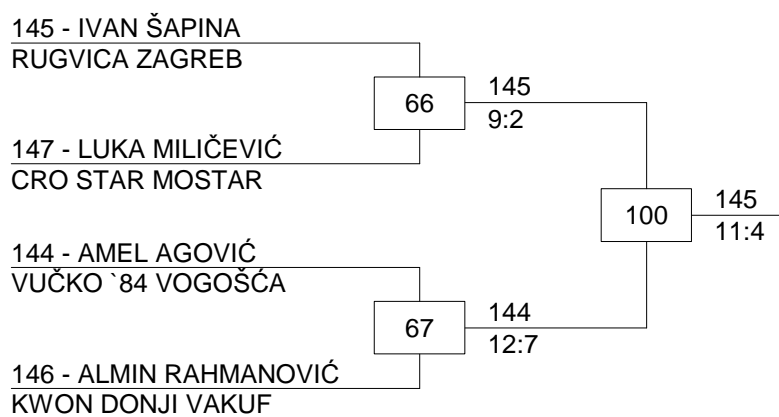 145 - IVAN ŠAPINA
RUGVICA ZAGREB
66
145
9:2
147 - LUKA MILIČEVIĆ
CRO STAR MOSTAR
100
145
11:4
144 - AMEL AGOVIĆ
VUČKO `84 VOGOŠĆA
67
144
12:7
146 - ALMIN RAHMANOVIĆ
KWON DONJI VAKUF